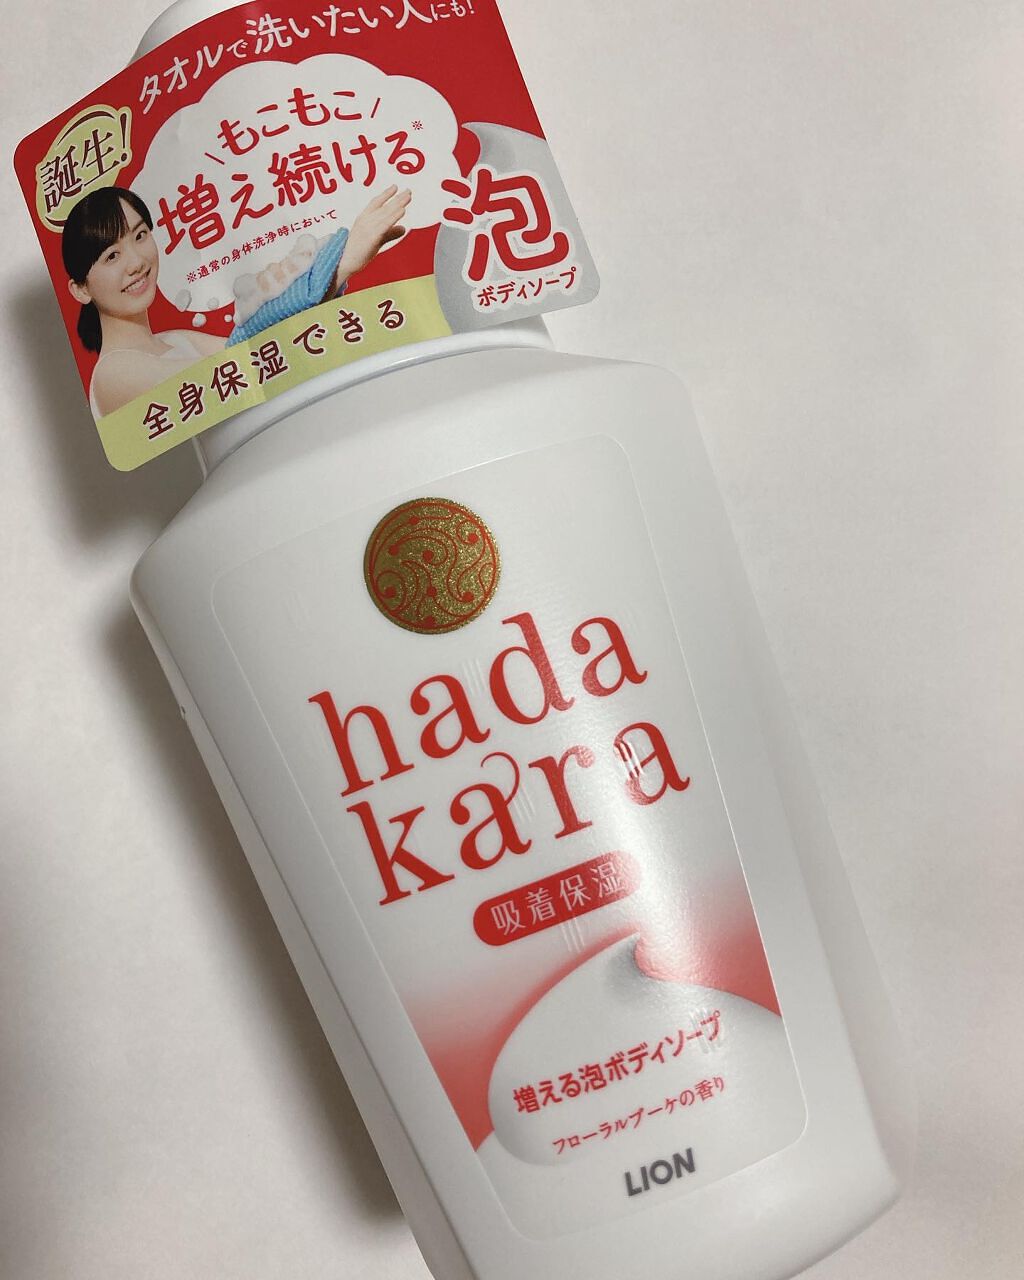 タオルで洗いたい人にも!
誕生!
もこもこ
増え続ける※
※通常の身体洗浄時において
泡
ボディソープ
全身保湿できる
hada
kara
吸着保湿
増える泡ボディソープ
フローラルブーケの香り
LION